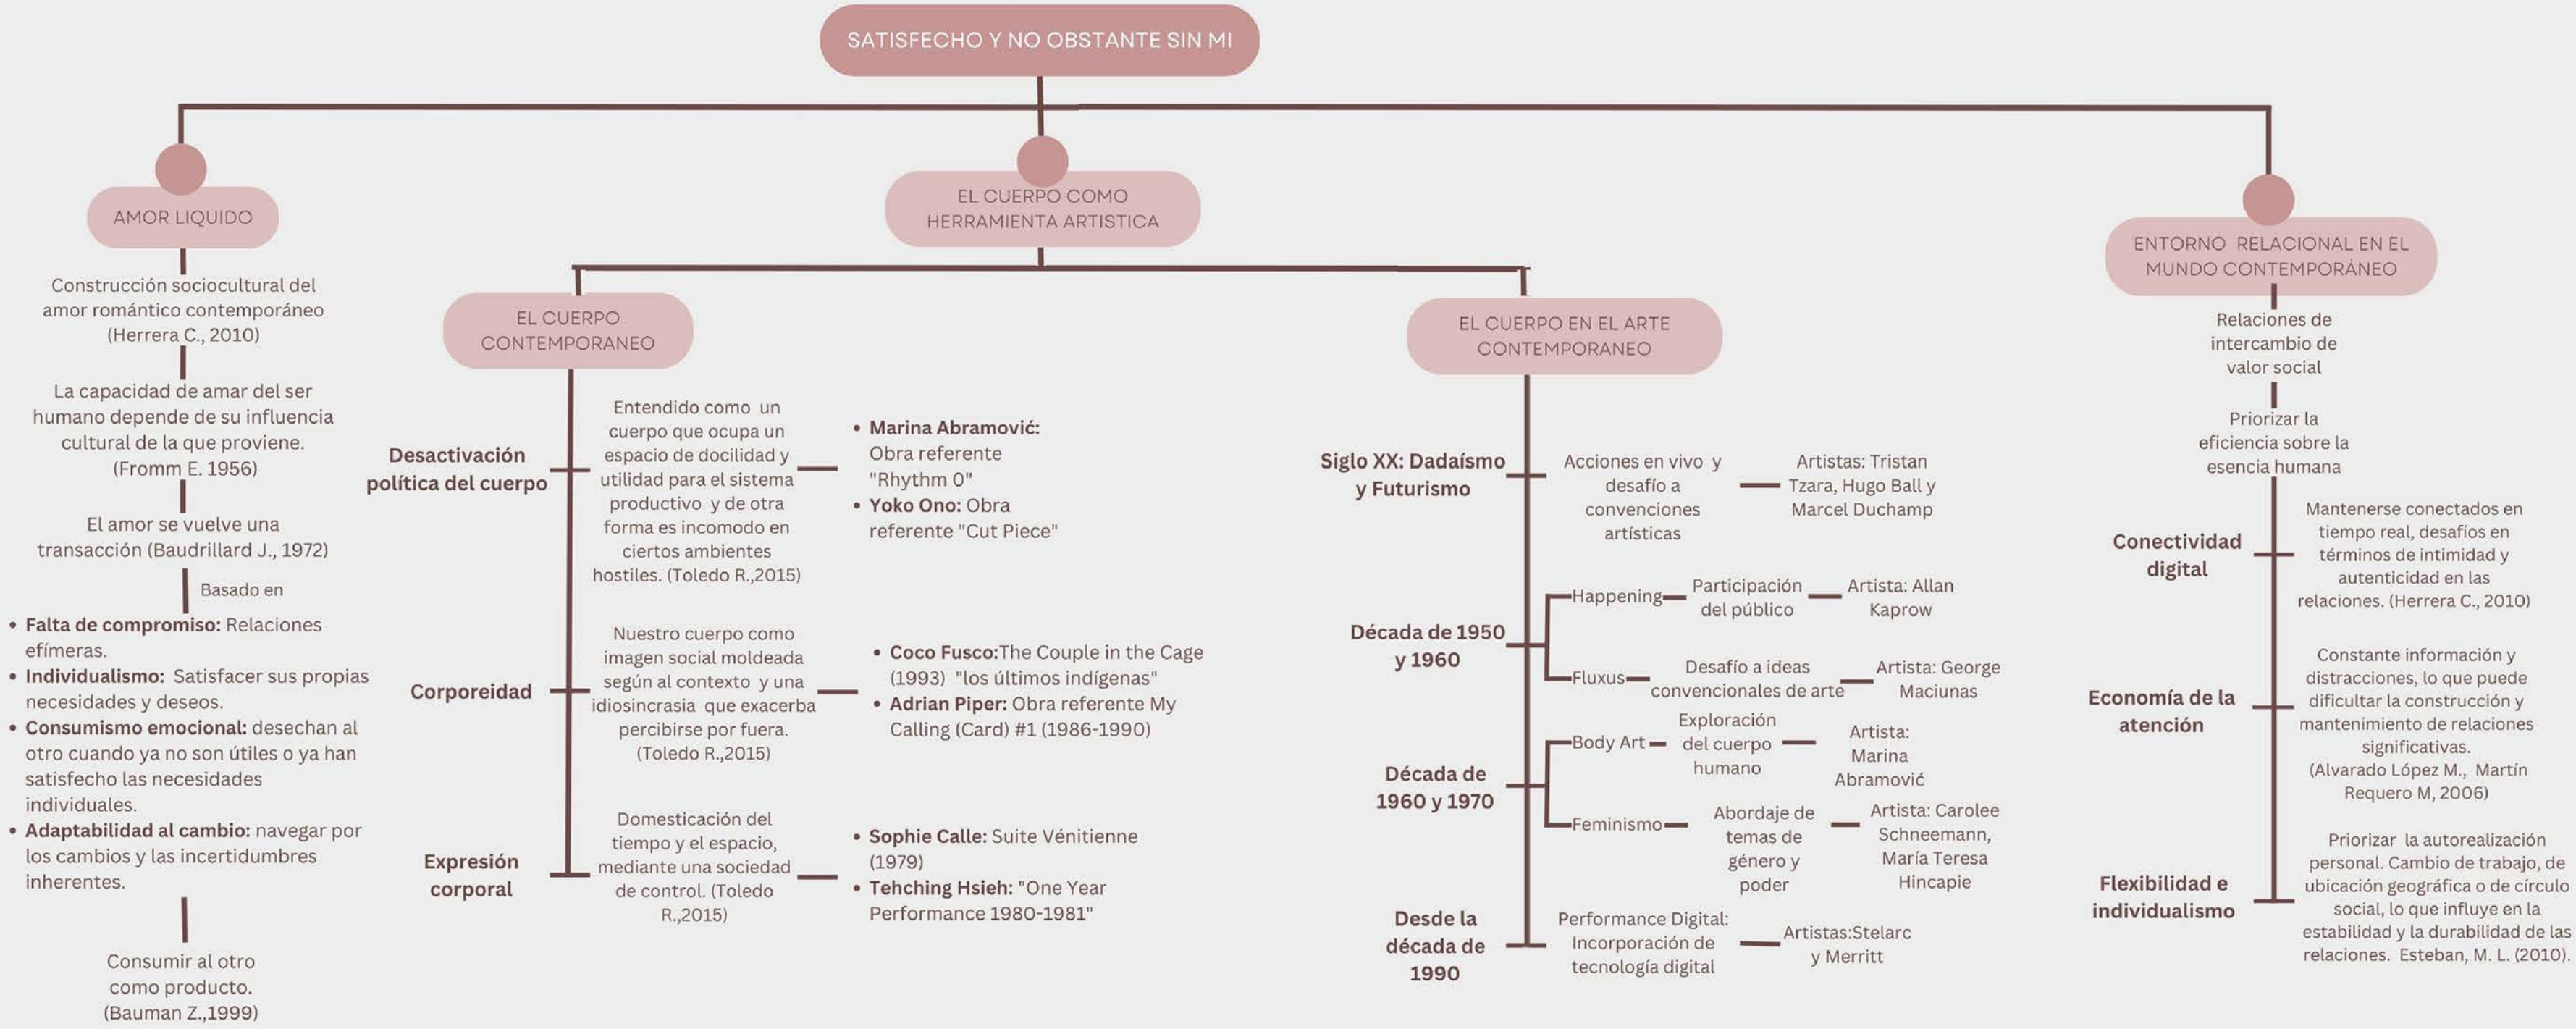 SATISFECHO Y NO OBSTANTE SIN MI
AMOR LIQUIDO
Construcción sociocultural del
amor romántico contemporáneo
(Herrera C., 2010)
La capacidad de amar del ser
humano depende de su influencia
cultural de la que proviene.
(Fromm E. 1956)
El amor se vuelve una
transacción (Baudrillard J., 1972)
Basado en
• Falta de compromiso: Relaciones
efímeras.
• Individualismo: Satisfacer sus propias
necesidades y deseos.
• Consumismo emocional: desechan al
otro cuando ya no son útiles o ya han
satisfecho las necesidades
individuales.
• Adaptabilidad al cambio: navegar por
los cambios y las incertidumbres
inherentes.
Consumir al otro
como producto.
(Bauman Z.,1999)
EL CUERPO COMO
HERRAMIENTA ARTISTICA
EL CUERPO
CONTEMPORANEO
Desactivación
política del cuerpo
Entendido como un
cuerpo que ocupa un
espacio de docilidad y
utilidad para el sistema
productivo y de otra
forma es incomodo en
ciertos ambientes
hostiles. (Toledo R.,2015)
• Marina Abramović:
Obra referente
"Rhythm 0"
• Yoko Ono: Obra
referente "Cut Piece"
Corporeidad
Nuestro cuerpo como
imagen social moldeada
según al contexto y una
idiosincrasia que exacerba
percibirse por fuera.
(Toledo R.,2015)
• Coco Fusco:The Couple in the Cage
(1993) "los últimos indígenas"
• Adrian Piper: Obra referente My
Calling (Card) #1 (1986-1990)
Expresión
corporal
Domesticación del
tiempo y el espacio,
mediante una sociedad
de control. (Toledo
R.,2015)
• Sophie Calle: Suite Vénitienne
(1979)
• Tehching Hsieh: "One Year
Performance 1980-1981"
EL CUERPO EN EL ARTE
CONTEMPORANEO
Siglo XX: Dadaísmo
y Futurismo
Acciones en vivo y
desafío a
convenciones
artísticas
Artistas: Tristan
Tzara, Hugo Ball y
Marcel Duchamp
Década de 1950
y 1960
Happening
Participación
del público
Artista: Allan
Kaprow
Fluxus
Desafío a ideas
convencionales de arte
Artista: George
Maciunas
Década de
1960 y 1970
Body Art
Exploración
del cuerpo
humano
Artista:
Marina
Abramović
Feminismo
Abordaje de
temas de
género y
poder
Artista: Carolee
Schneemann,
María Teresa
Hincapie
Desde la
década de
1990
Performance Digital:
Incorporación de
tecnología digital
Artistas:Stelarc
y Merritt
ENTORNO RELACIONAL EN EL
MUNDO CONTEMPORÁNEO
Relaciones de
intercambio de
valor social
Priorizar la
eficiencia sobre la
esencia humana
Conectividad
digital
Mantenerse conectados en
tiempo real, desafíos en
términos de intimidad y
autenticidad en las
relaciones. (Herrera C., 2010)
Economía de la
atención
Constante información y
distracciones, lo que puede
dificultar la construcción y
mantenimiento de relaciones
significativas.
(Alvarado López M., Martín
Requero M, 2006)
Flexibilidad e
individualismo
Priorizar la autorealización
personal. Cambio de trabajo, de
ubicación geográfica o de círculo
social, lo que influye en la
estabilidad y la durabilidad de las
relaciones. Esteban, M. L. (2010).